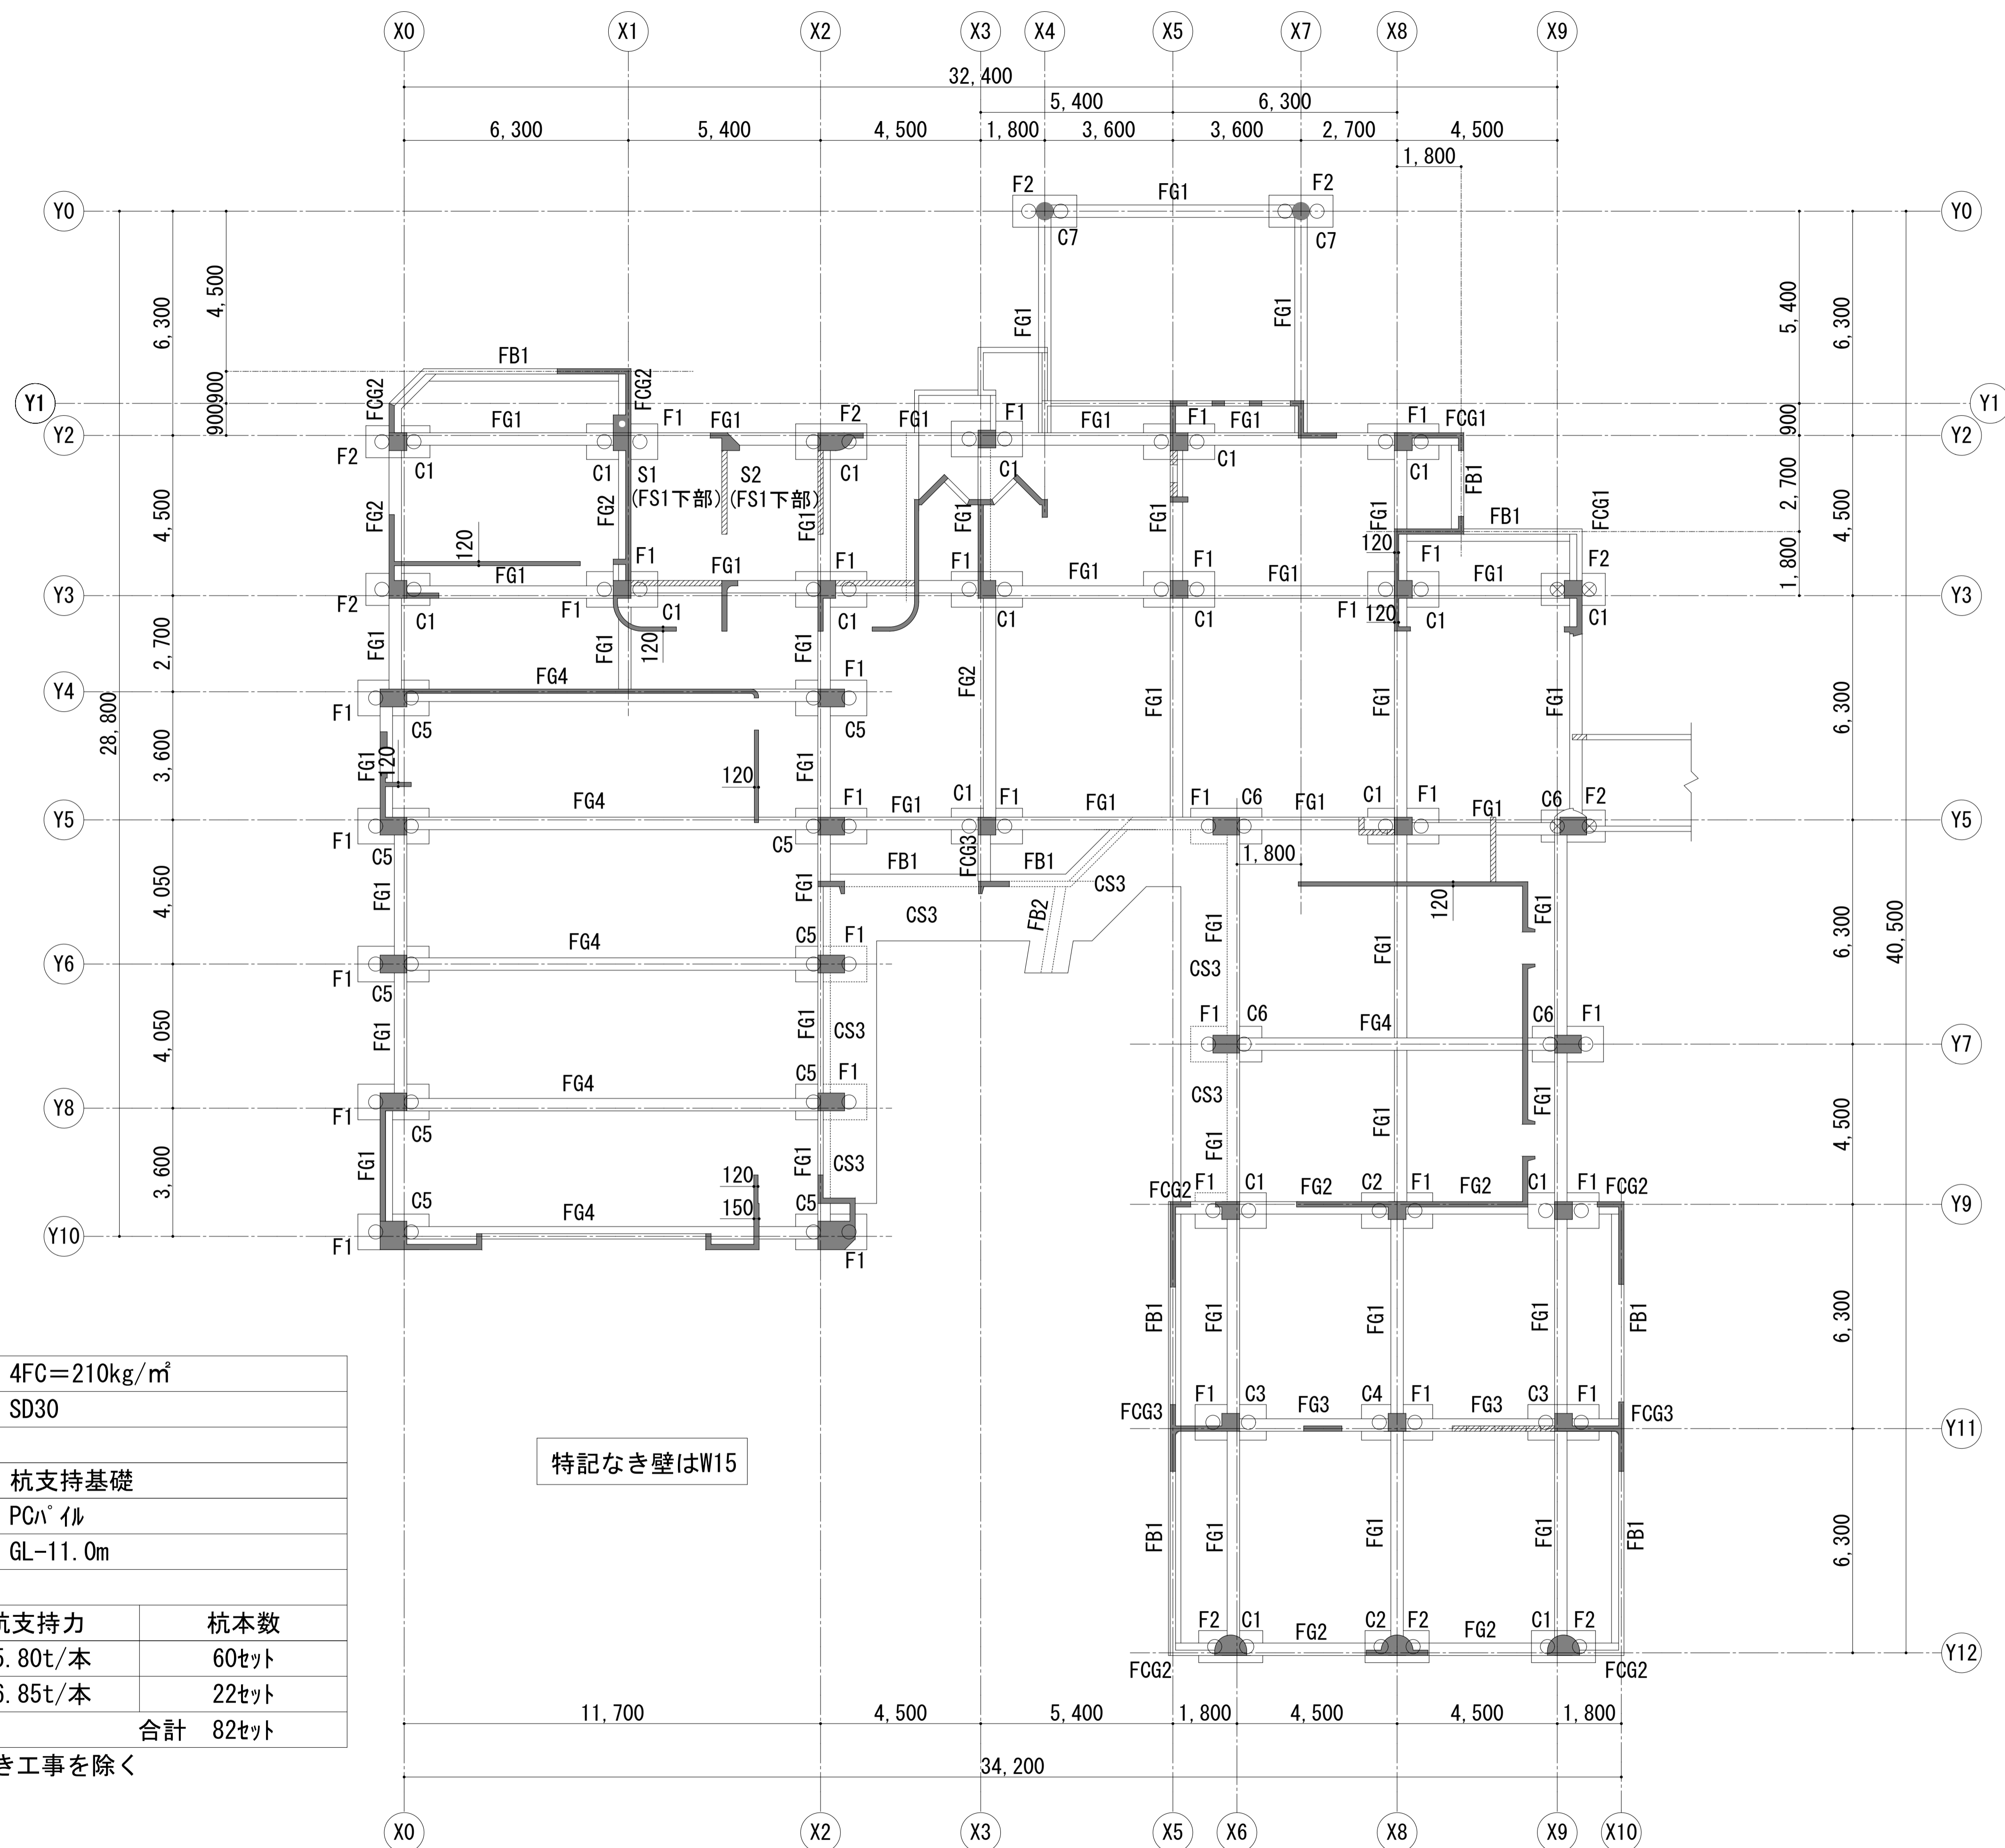 X0 X1 X2 X3 X4 X5 X7 X8 X9
32,400
5,400 6,300
6,300 5,400 4,500 1,800 3,600 3,600 2,700 4,500
1,800
F2 FG1 F2
Y0 Y0
C7 C7
6,300 4,500 FG1 FG1 5,400 6,300
FB1
FCG2 FCG2
Y1 Y1
900 900 FG1 F1 FG1 F2 FG1 F1 FG1 F1 FG1 F1 FCG1 900
Y2 Y2
F2 C1 C1 S1 S2 C1 C1 C1 C1 FB1
(FS1下部) (FS1下部)
4,500 FG2 FG2 FG1 FG1 FG1 FG1 FB1 FCG1 2,700 4,500
120 F1 FG1 F1 F1 FG1 F1 FG1 120 F1 FG1 F2 1,800
FG1
Y3 Y3
F2 C1 F1 C1 C1 C1 C1 F1 120 C1 C1
2,700 FG1 FG1 120 FG1
FG4 F1 FG2 FG1 FG1 FG1 6,300
Y4
F1 C5 C5
28,800 3,600 FG1 120 120 FG1
FG4 F1 FG1 C1 F1 FG1 F1 C6 FG1 C1 F1 FG1 C6 F2
Y5 Y5
F1 C5 C5
FB1 FCG3 FB1 1,800
4,050 FG1 FG1 CS3 CS3 FB2 FG1 FG1 120 FG1 6,300 40,500
FG4 C5 F1 CS3
Y6
F1 C5
F1 C6 FG4 C6 F1
4,050 FG1 FG1 CS3
Y7
FG4 C5 F1 CS3 FG1 FG1
Y8
F1 C5 FG1 4,500
3,600 FG1 120 FG1 CS3
C5 FG4 150 C5 FCG2 F1 C1 FG2 C2 F1 FG2 C1 F1 FCG2
Y9
Y10
F1 F1
FB1 FG1 FG1 FG1 FB1 6,300
4FC=210kg/㎡
SD30
F1 C3 FG3 C4 F1 FG3 C3 F1
FCG3 FCG3
Y11
特記なき壁はW15
杭支持基礎
PCパイル
GL-11.0m
FB1 FG1 FG1 FG1 FB1 6,300
杭支持力 杭本数
5.80t/本 60セット
6.85t/本 22セット
合計 82セット
き工事を除く
F2 C1 FG2 C2 F2 FG2 C1 F2
Y12
FCG2 FCG2
11,700 4,500 5,400 1,800 4,500 4,500 1,800
34,200
X0 X2 X3 X5 X6 X8 X9 X10